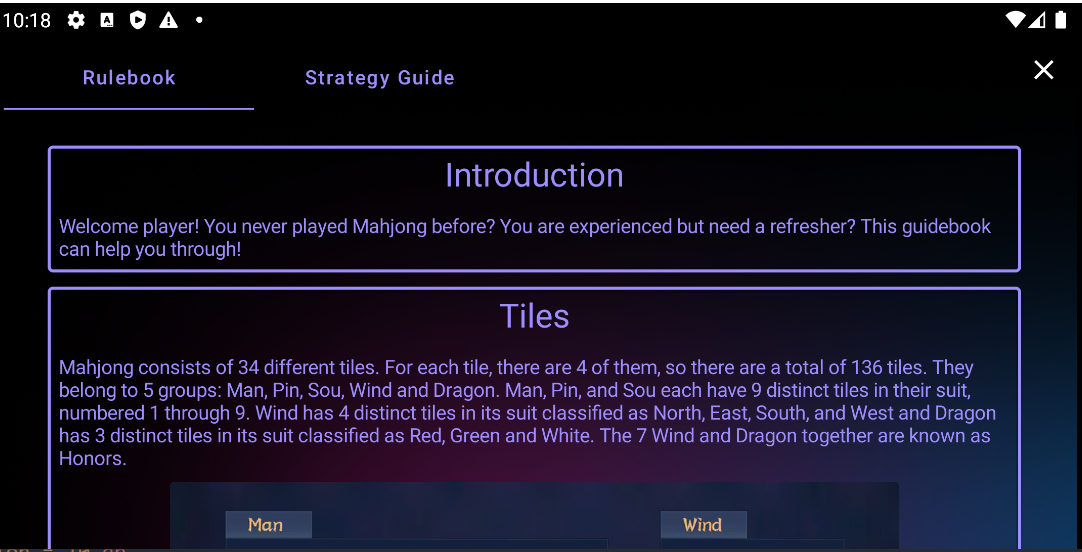 10:18
Rulebook
Strategy Guide
Introduction
Welcome player! You never played Mahjong before? You are experienced but need a refresher? This guidebook
can help you through!
Tiles
Mahjong consists of 34 different tiles. For each tile, there are 4 of them, so there are a total of 136 tiles. They
belong to 5 groups: Man, Pin, Sou, Wind and Dragon. Man, Pin, and Sou each have 9 distinct tiles in their suit,
numbered 1 through 9. Wind has 4 distinct tiles in its suit classified as North, East, South, and West and Dragon
has 3 distinct tiles in its suit classified as Red, Green and White. The 7 Wind and Dragon together are known as
Honors.
Man
Wind